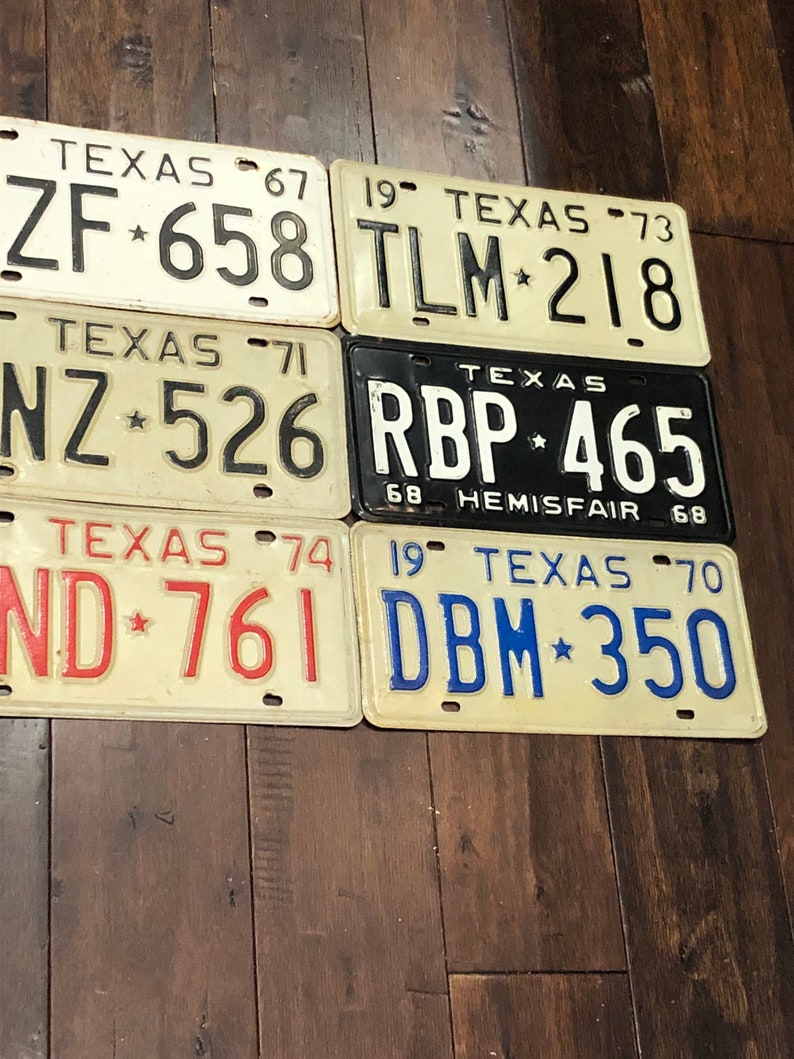 TEXAS 67
ZF★658
19 TEXAS 73
TLM★218
TEXAS 71
NZ★526
TEXAS
RBP★465
68 HEMISFAIR 68
TEXAS 74
ND★761
19 TEXAS 70
DBM★350